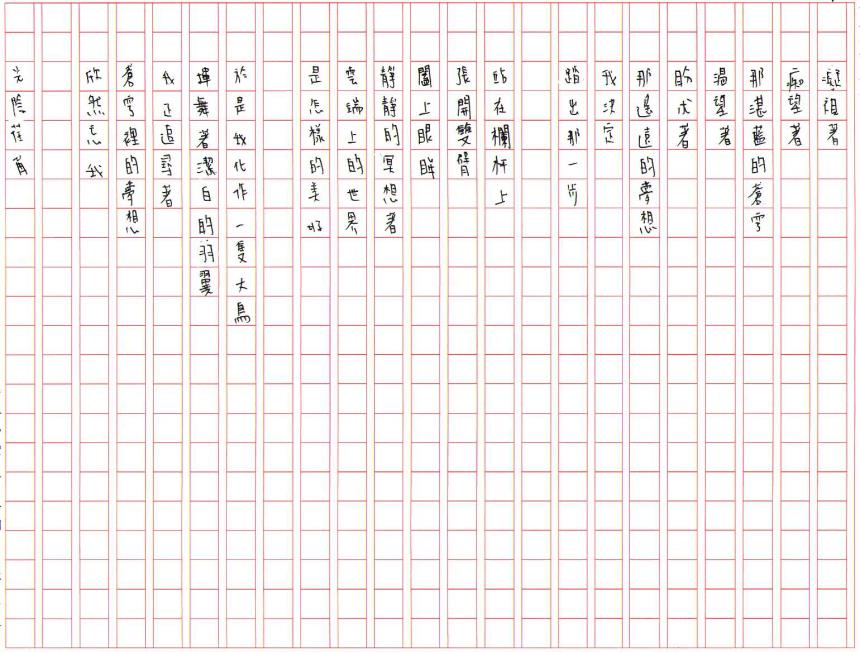 凝視著
痴望著
那湛藍的蒼穹
渴望著
盼求著
那遙遠的夢想
我決定
踏出那一步
站在欄杆上
張開雙臂
闔上眼眸
靜靜的冥想著
雲端上的世界
是怎樣的美好
於是我化作一隻大鳥
揮舞著潔白的羽翼
我正追尋著
蒼穹裡的夢想
欣然忘我
光陰荏苒